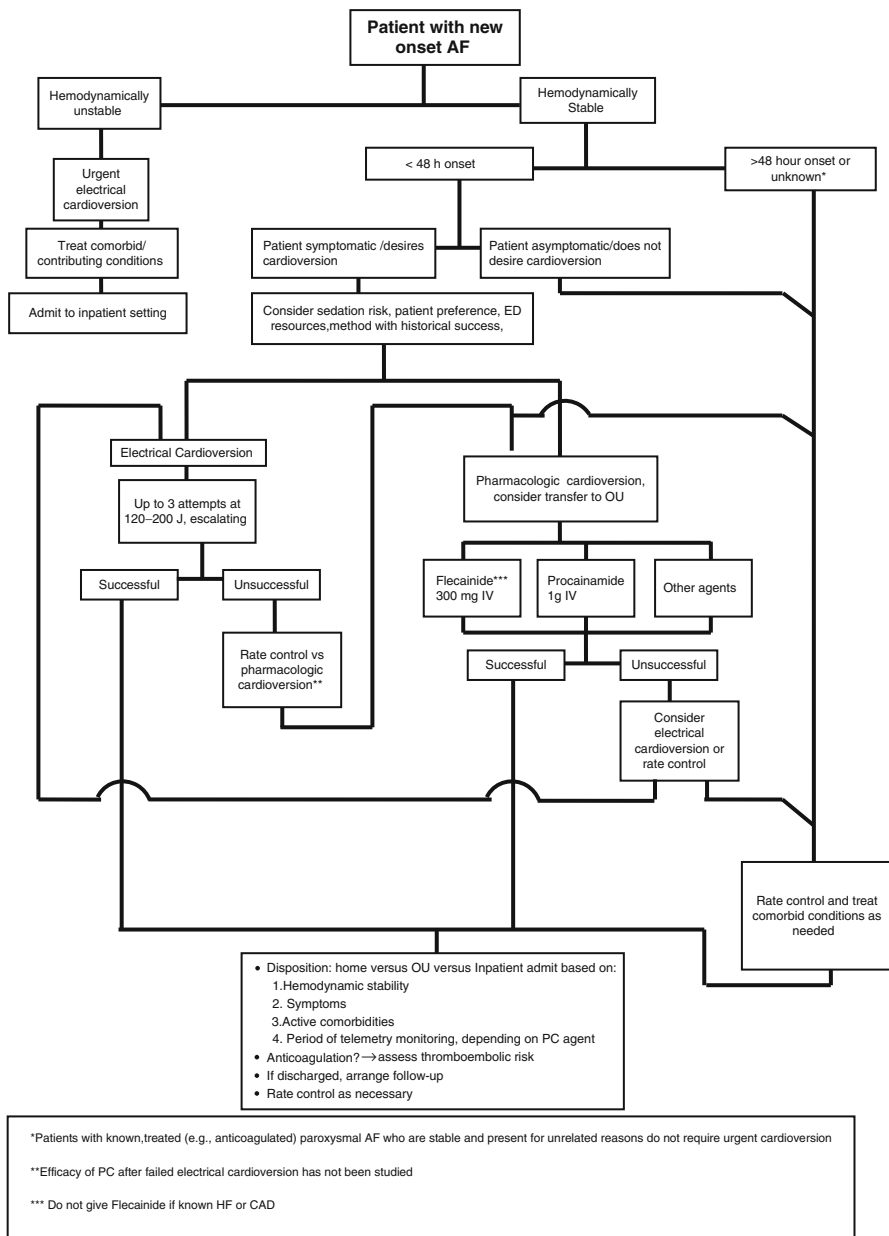 Patient with new
onset AF
Hemodynamically
unstable
Hemodynamically
Stable
Urgent
electrical
cardioversion
< 48 h onset
>48 hour onset or
unknown*
Treat comorbid/
contributing conditions
Patient symptomatic /desires
cardioversion
Patient asymptomatic/does not
desire cardioversion
Admit to inpatient setting
Consider sedation risk, patient preference, ED
resources,method with historical success,
Electrical Cardioversion
Pharmacologic cardioversion,
consider transfer to OU
Up to 3 attempts at
120–200 J, escalating
Flecainide***
300 mg IV
Procainamide
1g IV
Other agents
Successful
Unsuccessful
Rate control vs
pharmacologic
cardioversion**
Successful
Unsuccessful
Consider
electrical
cardioversion or
rate control
Rate control and treat
comorbid conditions as
needed
• Disposition: home versus OU versus Inpatient admit based on:
1.Hemodynamic stability
2. Symptoms
3.Active comorbidities
4. Period of telemetry monitoring, depending on PC agent
• Anticoagulation?→assess thromboembolic risk
• If discharged, arrange follow-up
• Rate control as necessary
*Patients with known,treated (e.g., anticoagulated) paroxysmal AF who are stable and present for unrelated reasons do not require urgent cardioversion
**Efficacy of PC after failed electrical cardioversion has not been studied
*** Do not give Flecainide if known HF or CAD